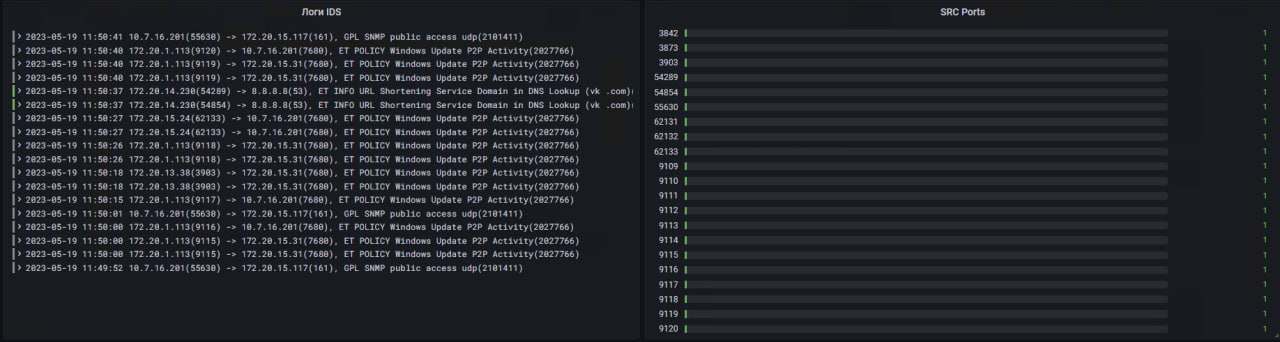 Логи IDS
2023-05-19 11:50:41 10.7.16.201(55630) -> 172.20.15.117(161), GPL SNMP public access udp(2101411)
2023-05-19 11:50:40 172.20.1.113(9120) -> 10.7.16.201(7680), ET POLICY Windows Update P2P Activity(2027766)
2023-05-19 11:50:40 172.20.1.113(9119) -> 172.20.15.31(7680), ET POLICY Windows Update P2P Activity(2027766)
2023-05-19 11:50:40 172.20.1.113(9119) -> 172.20.15.31(7680), ET POLICY Windows Update P2P Activity(2027766)
2023-05-19 11:50:37 172.20.14.230(54289) -> 8.8.8.8(53), ET INFO URL Shortening Service Domain in DNS Lookup (vk .com)(
2023-05-19 11:50:37 172.20.14.230(54854) -> 8.8.8.8(53), ET INFO URL Shortening Service Domain in DNS Lookup (vk .com)(
2023-05-19 11:50:27 172.20.15.24(62133) -> 10.7.16.201(7680), ET POLICY Windows Update P2P Activity(2027766)
2023-05-19 11:50:27 172.20.15.24(62133) -> 10.7.16.201(7680), ET POLICY Windows Update P2P Activity(2027766)
2023-05-19 11:50:26 172.20.1.113(9118) -> 172.20.15.31(7680), ET POLICY Windows Update P2P Activity(2027766)
2023-05-19 11:50:26 172.20.1.113(9118) -> 172.20.15.31(7680), ET POLICY Windows Update P2P Activity(2027766)
2023-05-19 11:50:18 172.20.13.38(3903) -> 172.20.15.31(7680), ET POLICY Windows Update P2P Activity(2027766)
2023-05-19 11:50:18 172.20.13.38(3903) -> 172.20.15.31(7680), ET POLICY Windows Update P2P Activity(2027766)
2023-05-19 11:50:15 172.20.1.113(9117) -> 10.7.16.201(7680), ET POLICY Windows Update P2P Activity(2027766)
2023-05-19 11:50:01 10.7.16.201(55630) -> 172.20.15.117(161), GPL SNMP public access udp(2101411)
2023-05-19 11:50:00 172.20.1.113(9116) -> 10.7.16.201(7680), ET POLICY Windows Update P2P Activity(2027766)
2023-05-19 11:50:00 172.20.1.113(9115) -> 172.20.15.31(7680), ET POLICY Windows Update P2P Activity(2027766)
2023-05-19 11:50:00 172.20.1.113(9115) -> 172.20.15.31(7680), ET POLICY Windows Update P2P Activity(2027766)
2023-05-19 11:49:52 10.7.16.201(55630) -> 172.20.15.117(161), GPL SNMP public access udp(2101411)
SRC Ports
3842 1
3873 1
3903 1
54289 1
54854 1
55630 1
62131 1
62132 1
62133 1
9109 1
9110 1
9111 1
9112 1
9113 1
9114 1
9115 1
9116 1
9117 1
9118 1
9119 1
9120 1